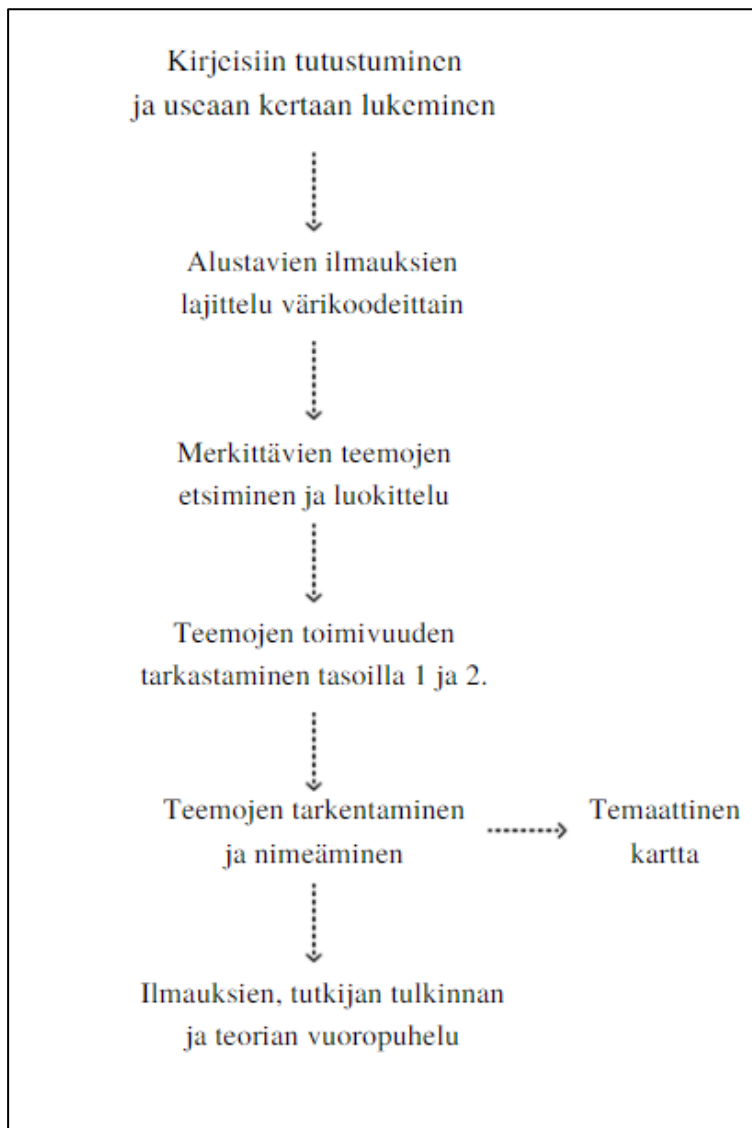 Kirjeisiin tutustuminen
ja useaan kertaan lukeminen
Alustavien ilmauksien
lajittelu värikoodeittain
Merkittävien teemojen
etsiminen ja luokittelu
Teemojen toimivuuden
tarkastaminen tasoilla 1 ja 2.
Teemojen tarkentaminen
ja nimeäminen
Temaattinen
kartta
Ilmauksien, tutkijan tulkinnan
ja teorian vuoropuhelu